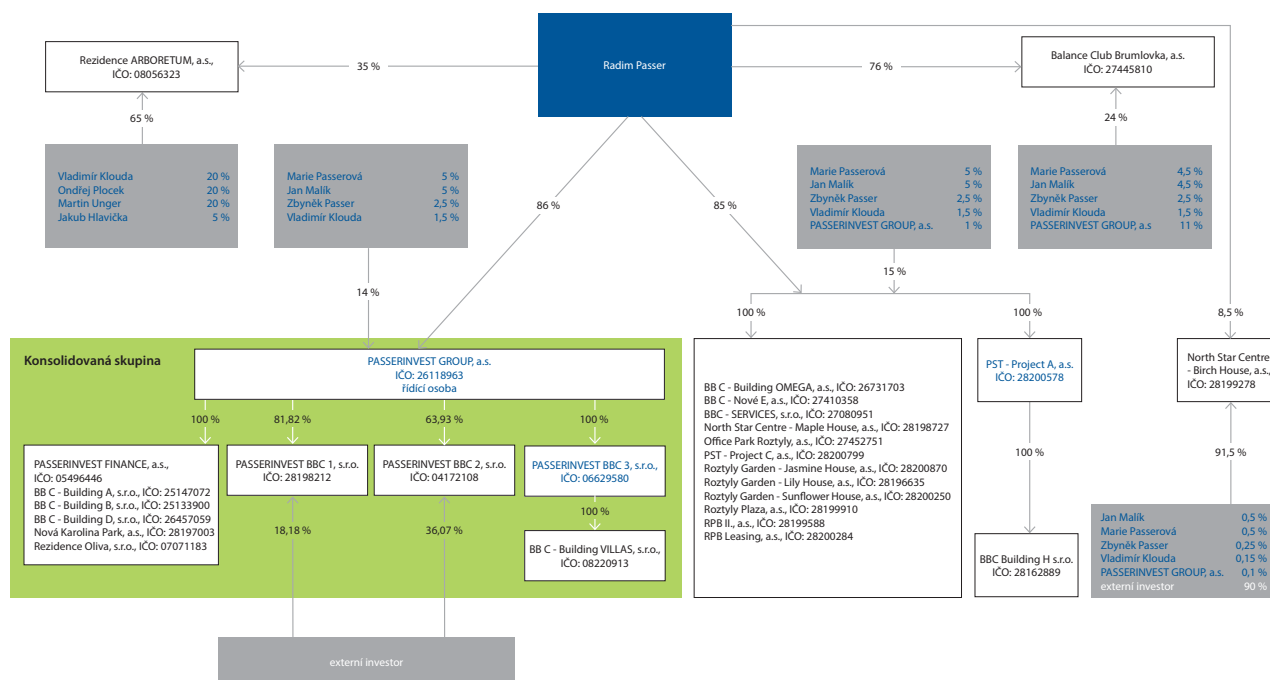 Radim Passer
Rezidence ARBORETUM, a.s.,
IČO: 08056323
35 %
76 %
Balance Club Brumlovka, a.s.
IČO: 27445810
65 %
24 %
Vladimír Klouda 20 %
Ondřej Plocek 20 %
Martin Unger 20 %
Jakub Hlavička 5 %
Marie Passerová 5 %
Jan Malík 5 %
Zbyněk Passer 2,5 %
Vladimír Klouda 1,5 %
86 %
85 %
Marie Passerová 5 %
Jan Malík 5 %
Zbyněk Passer 2,5 %
Vladimír Klouda 1,5 %
PASSERINVEST GROUP, a.s. 1 %
Marie Passerová 4,5 %
Jan Malík 4,5 %
Zbyněk Passer 2,5 %
Vladimír Klouda 1,5 %
PASSERINVEST GROUP, a.s 11 %
14 %
15 %
100 %
100 %
8,5 %
Konsolidovaná skupina
PASSERINVEST GROUP, a.s.
IČO: 26118963
řídící osoba
100 %
81,82 %
63,93 %
100 %
PASSERINVEST FINANCE, a.s.,
IČO: 05496446
BB C - Building A, s.r.o., IČO: 25147072
BB C - Building B, s.r.o., IČO: 25133900
BB C - Building D, s.r.o., IČO: 26457059
Nová Karolina Park, a.s., IČO: 28197003
Rezidence Oliva, s.r.o., IČO: 07071183
PASSERINVEST BBC 1, s.r.o.
IČO: 28198212
PASSERINVEST BBC 2, s.r.o.
IČO: 04172108
PASSERINVEST BBC 3, s.r.o.,
IČO: 06629580
18,18 %
36,07 %
100 %
BB C - Building VILLAS, s.r.o.,
IČO: 08220913
externí investor
BB C - Building OMEGA, a.s., IČO: 26731703
BB C - Nové E, a.s., IČO: 27410358
BBC - SERVICES, s.r.o., IČO: 27080951
North Star Centre - Maple House, a.s., IČO: 28198727
Office Park Roztyly, a.s., IČO: 27452751
PST - Project C, a.s., IČO: 28200799
Roztyly Garden - Jasmine House, a.s., IČO: 28200870
Roztyly Garden - Lily House, a.s., IČO: 28196635
Roztyly Garden - Sunflower House, a.s., IČO: 28200250
Roztyly Plaza, a.s., IČO: 28199910
RPB II., a.s., IČO: 28199588
RPB Leasing, a.s., IČO: 28200284
PST - Project A, a.s.,
IČO: 28200578
100 %
BBC Building H s.r.o.
IČO: 28162889
North Star Centre
- Birch House, a.s.,
IČO: 28199278
91,5 %
Jan Malík 0,5 %
Marie Passerová 0,5 %
Zbyněk Passer 0,25 %
Vladimír Klouda 0,15 %
PASSERINVEST GROUP, a.s. 0,1 %
externí investor 90 %